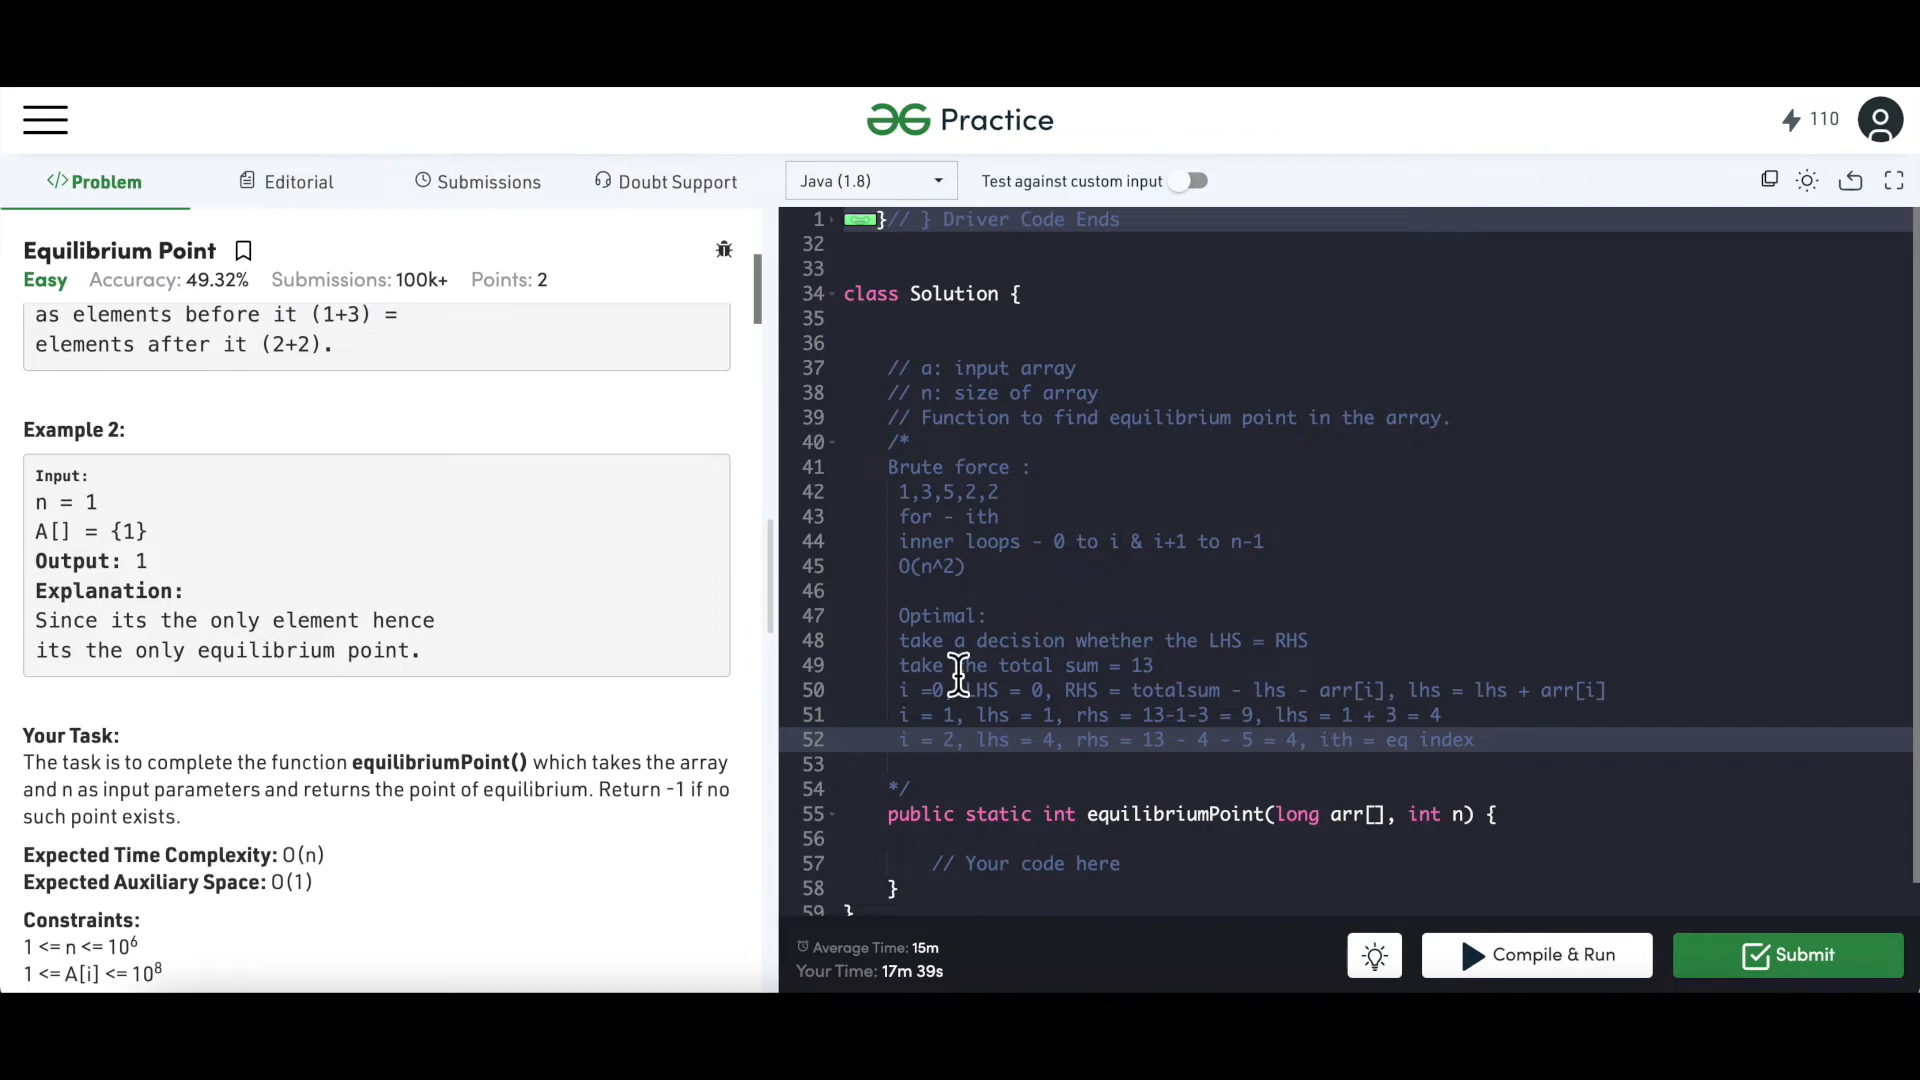 Practice
110
</> Problem
Editorial
Submissions
Doubt Support
Java (1.8)
Test against custom input
Equilibrium Point
Easy Accuracy: 49.32% Submissions: 100k+ Points: 2
as elements before it (1+3) =
elements after it (2+2).
Example 2:
Input:
n = 1
A[] = {1}
Output: 1
Explanation:
Since its the only element hence
its the only equilibrium point.
Your Task:
The task is to complete the function equilibriumPoint() which takes the array
and n as input parameters and returns the point of equilibrium. Return -1 if no
such point exists.
Expected Time Complexity: O(n)
Expected Auxiliary Space: O(1)
Constraints:
1 <= n <= 10⁶
1 <= A[i] <= 10⁸
1 }// } Driver Code Ends
32
33
34 class Solution {
35
36
37 // a: input array
38 // n: size of array
39 // Function to find equilibrium point in the array.
40 /*
41 Brute force :
42 1,3,5,2,2
43 for - ith
44 inner loops - 0 to i & i+1 to n-1
45 O(n^2)
46
47 Optimal:
48 take a decision whether the LHS = RHS
49 take the total sum = 13
50 i =0, LHS = 0, RHS = totalsum - lhs - arr[i], lhs = lhs + arr[i]
51 i = 1, lhs = 1, rhs = 13-1-3 = 9, lhs = 1 + 3 = 4
52 i = 2, lhs = 4, rhs = 13 - 4 - 5 = 4, ith = eq index
53
54 */
55 public static int equilibriumPoint(long arr[], int n) {
56
57 // Your code here
58 }
59 }
Average Time: 15m
Your Time: 17m 39s
Compile & Run
Submit